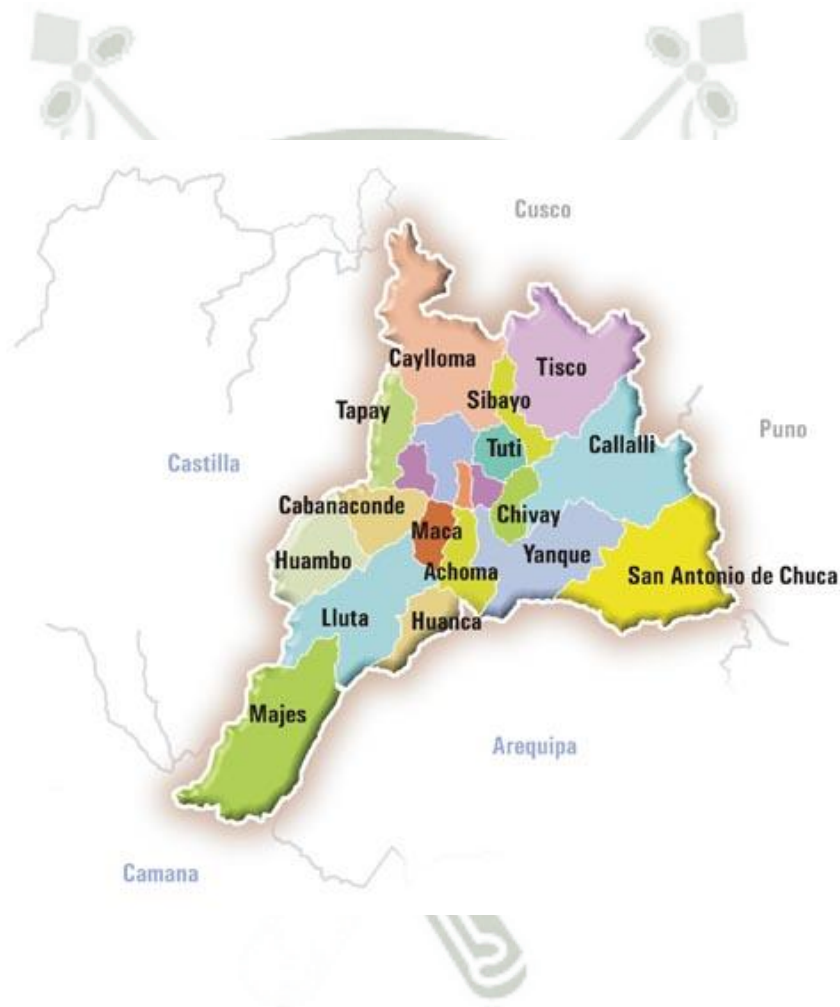 Cusco
Caylloma
Tisco
Sibayo
Tapay
Puno
Callalli
Tuti
Castilla
Cabanaconde
Chivay
Maca
Yanque
Huambo
Achoma
San Antonio de Chuca
Lluta
Huanca
Majes
Arequipa
Camana